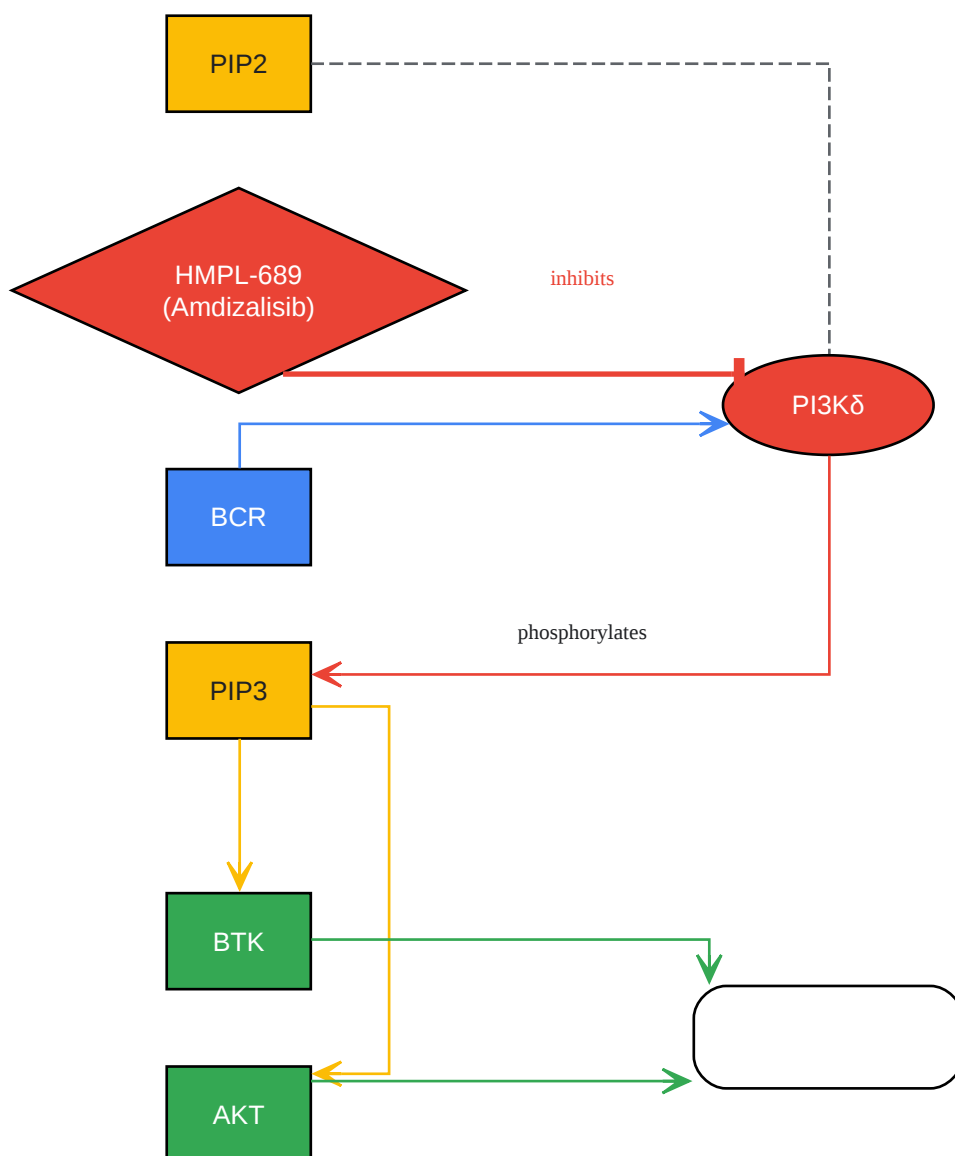 PIP2
HMPL-689
(Amdizalisib)
inhibits
PI3Kδ
BCR
phosphorylates
PIP3
BTK
AKT